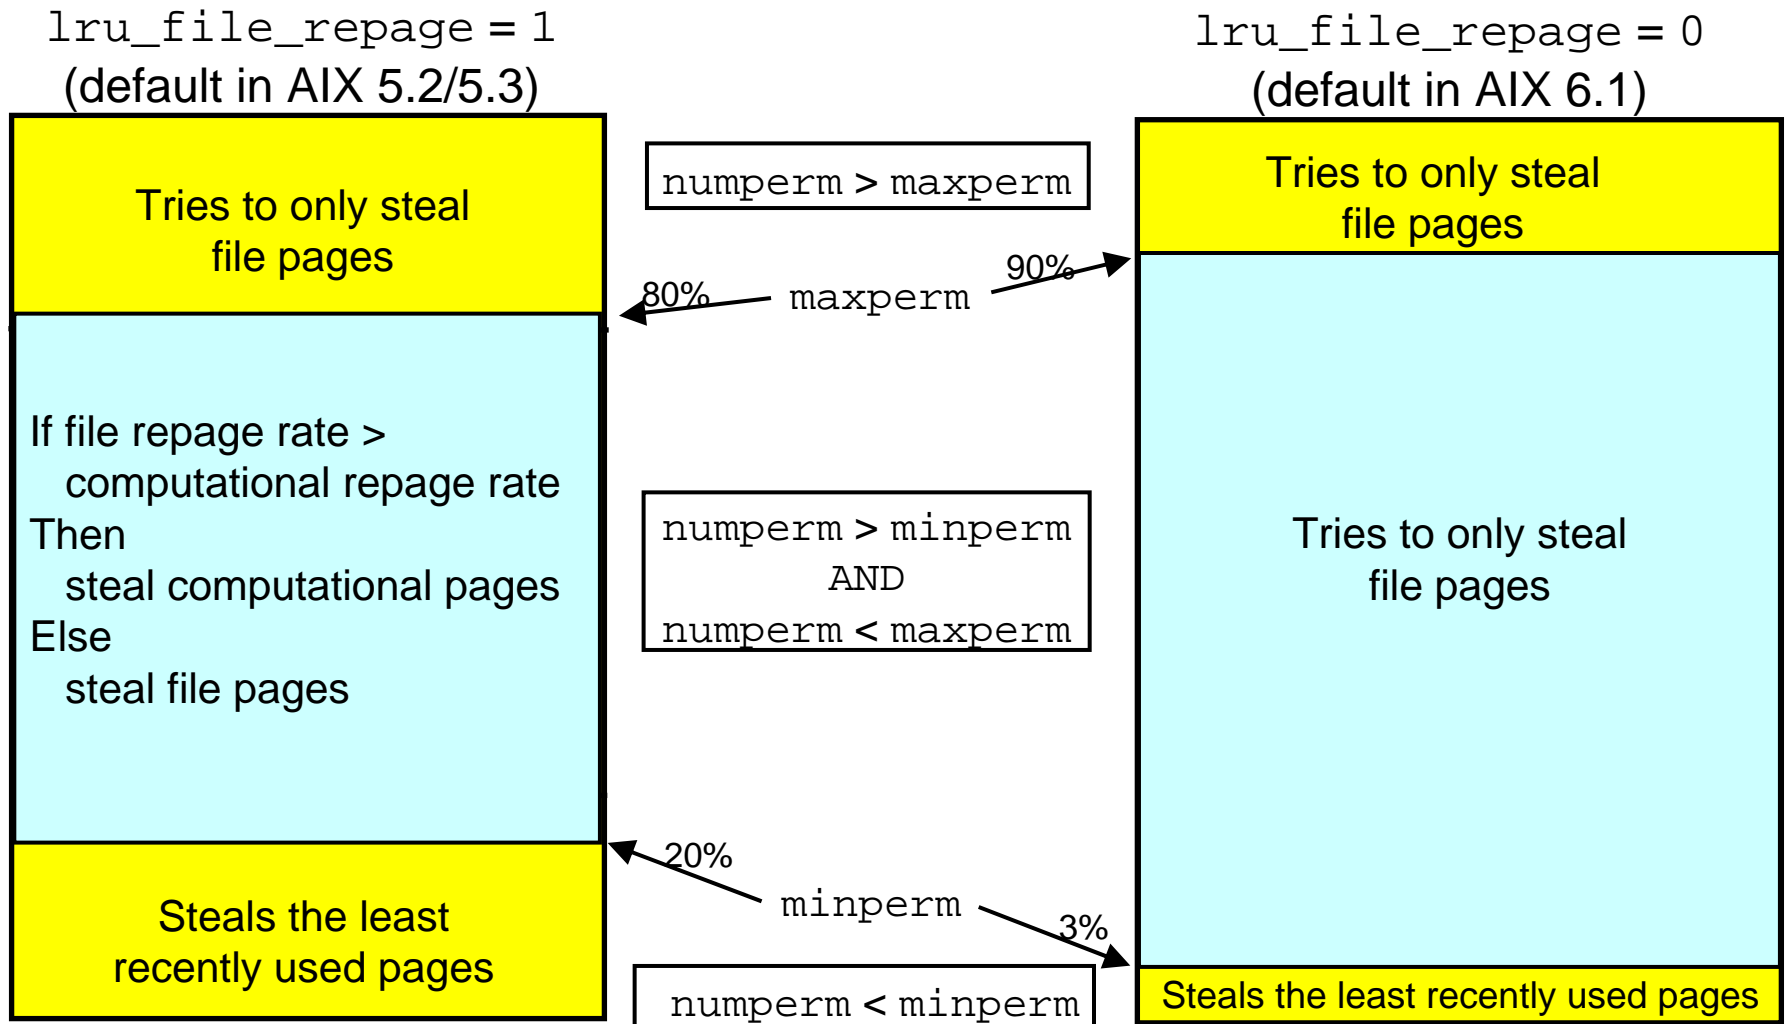 lru_file_repage = 1
(default in AIX 5.2/5.3)
Tries to only steal
file pages
If file repage rate >
computational repage rate
Then
steal computational pages
Else
steal file pages
Steals the least
recently used pages
numperm > maxperm
80%
maxperm
90%
numperm > minperm
AND
numperm < maxperm
20%
minperm
3%
numperm < minperm
lru_file_repage = 0
(default in AIX 6.1)
Tries to only steal
file pages
Tries to only steal
file pages
Steals the least recently used pages